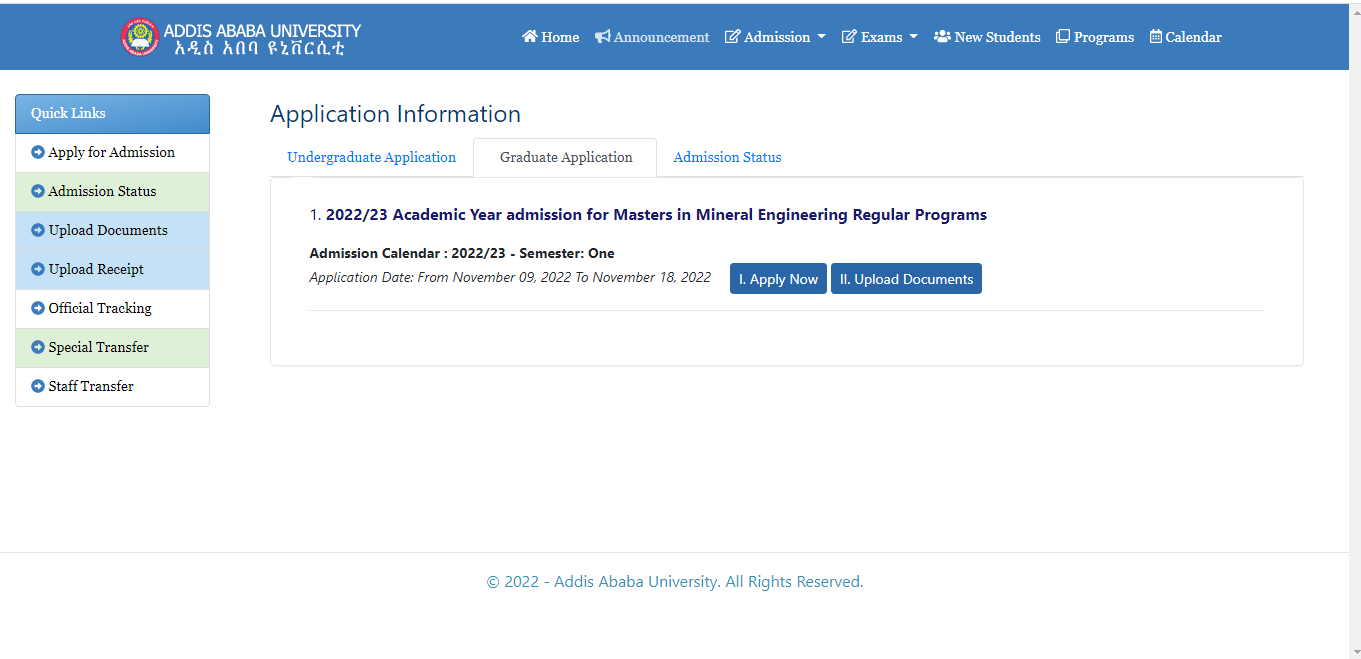 ADDIS ABABA UNIVERSITY
አዲስ አበባ ዩኒቨርሲቲ
Home Announcement Admission Exams New Students Programs Calendar
Quick Links
Apply for Admission
Admission Status
Upload Documents
Upload Receipt
Official Tracking
Special Transfer
Staff Transfer
Application Information
Undergraduate Application Graduate Application Admission Status
1. 2022/23 Academic Year admission for Masters in Mineral Engineering Regular Programs
Admission Calendar : 2022/23 - Semester: One
Application Date: From November 09, 2022 To November 18, 2022 I. Apply Now II. Upload Documents
© 2022 - Addis Ababa University. All Rights Reserved.